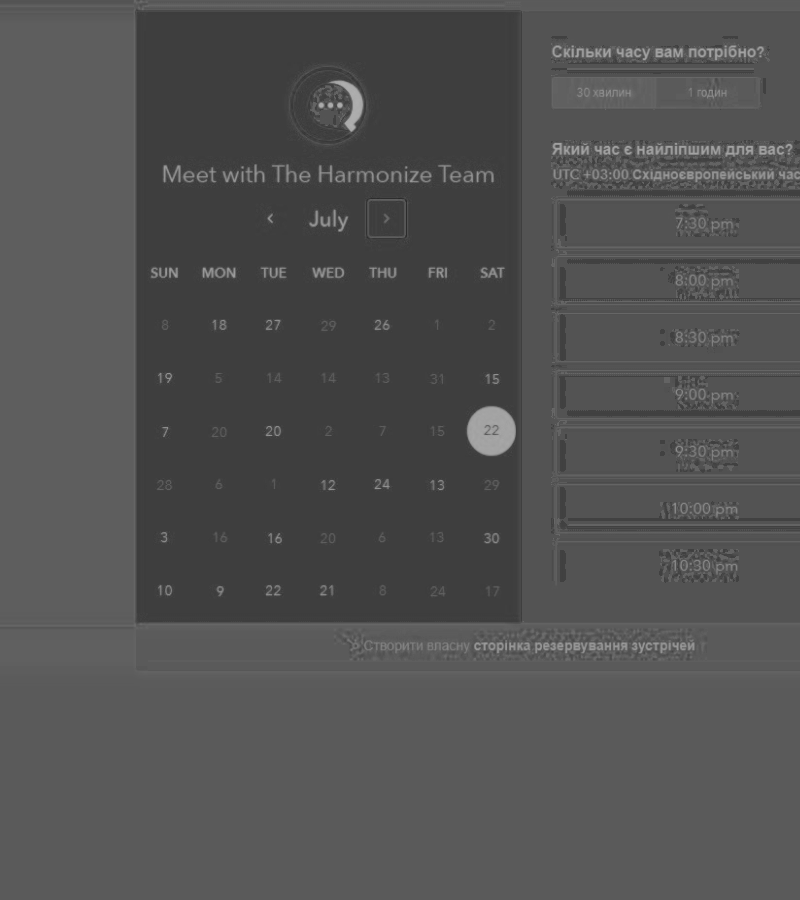 Meet with The Harmonize Team
July
SUN MON TUE WED THU FRI SAT
8 18 27 29 26 1 2
19 5 14 14 13 31 15
7 20 20 2 7 15 22
28 6 1 12 24 13 29
3 16 16 20 6 13 30
10 9 22 21 8 24 17
Скільки часу вам потрібно?
30 хвилин 1 годин
Який час є найліпшим для вас?
UTC +03:00 Східноєвропейський час
7:30 pm
8:00 pm
8:30 pm
9:00 pm
9:30 pm
10:00 pm
10:30 pm
Створити власну сторінка резервування зустрічей